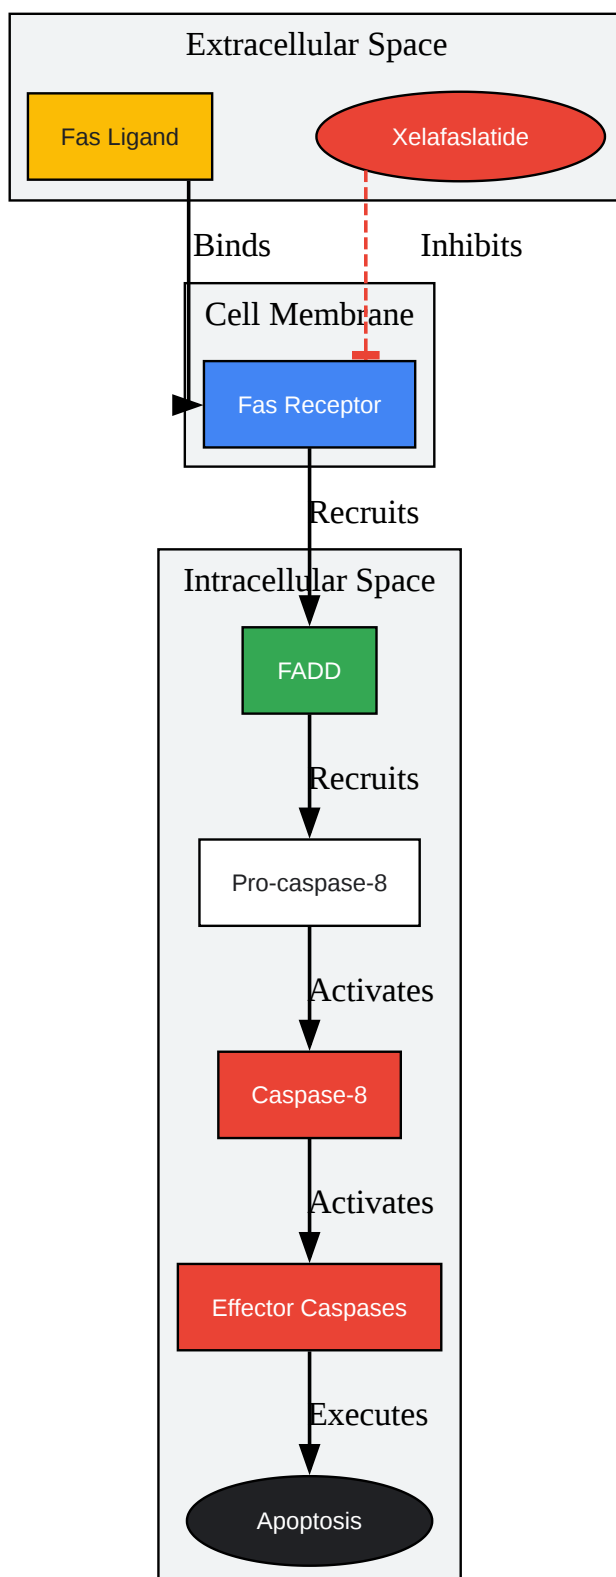 Extracellular Space
Fas Ligand
Xelafaslatide
Binds
Inhibits
Cell Membrane
Fas Receptor
Recruits
Intracellular Space
FADD
Recruits
Pro-caspase-8
Activates
Caspase-8
Activates
Effector Caspases
Executes
Apoptosis